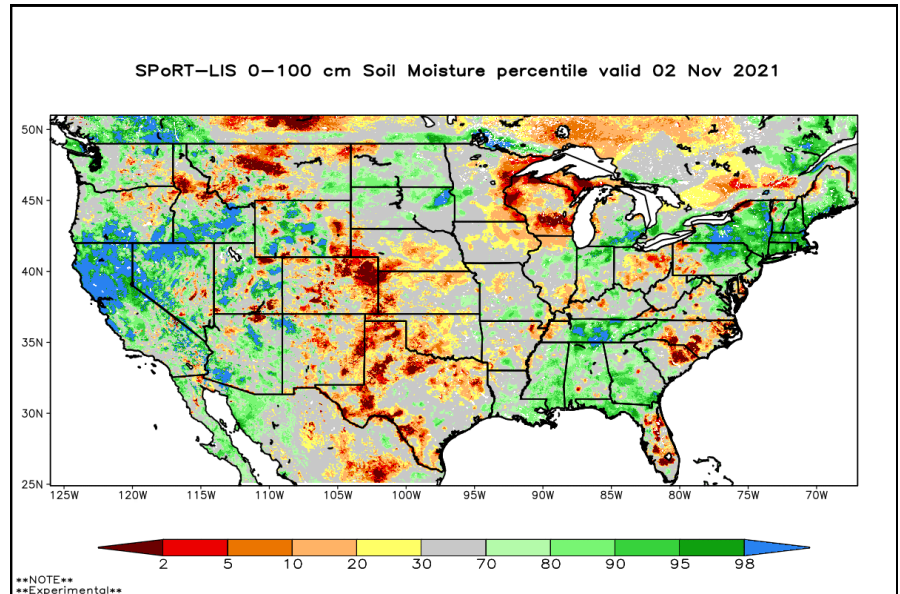 SPoRT-LIS 0-100 cm Soil Moisture percentile valid 02 Nov 2021
50N
45N
40N
35N
30N
25N
125W 120W 115W 110W 105W 100W 95W 90W 85W 80W 75W 70W
2 5 10 20 30 70 80 90 95 98
**NOTE**
**Experimental**